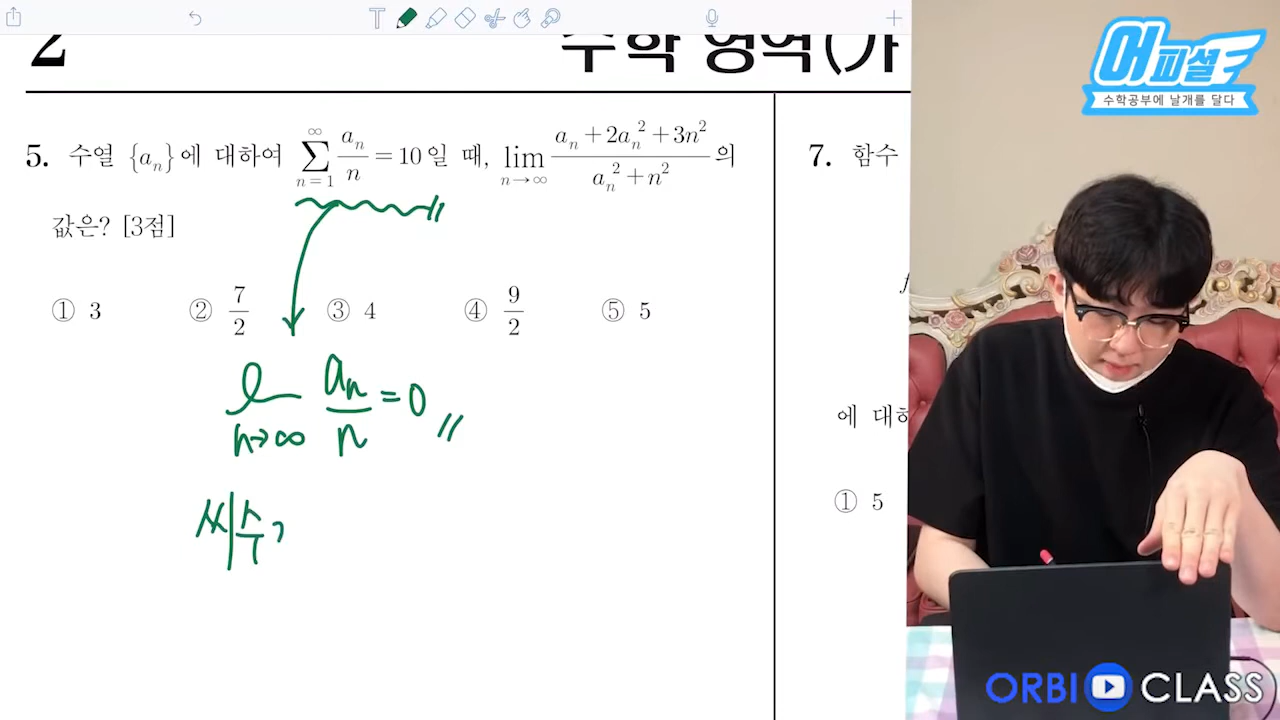 2 수학 영역(가
5. 수열 {aₙ}에 대하여 ∑_{n=1}^{∞} aₙ/n = 10일 때, lim_{n→∞} (aₙ+2aₙ²+3n²)/(aₙ²+n²) 의
값은? [3점]
① 3 ② 7/2 ③ 4 ④ 9/2 ⑤ 5
lim_{n→∞} aₙ/n = 0
7. 함수
f
에 대하
① 5
어피셜
수학공부에 날개를 달다
ORBI CLASS